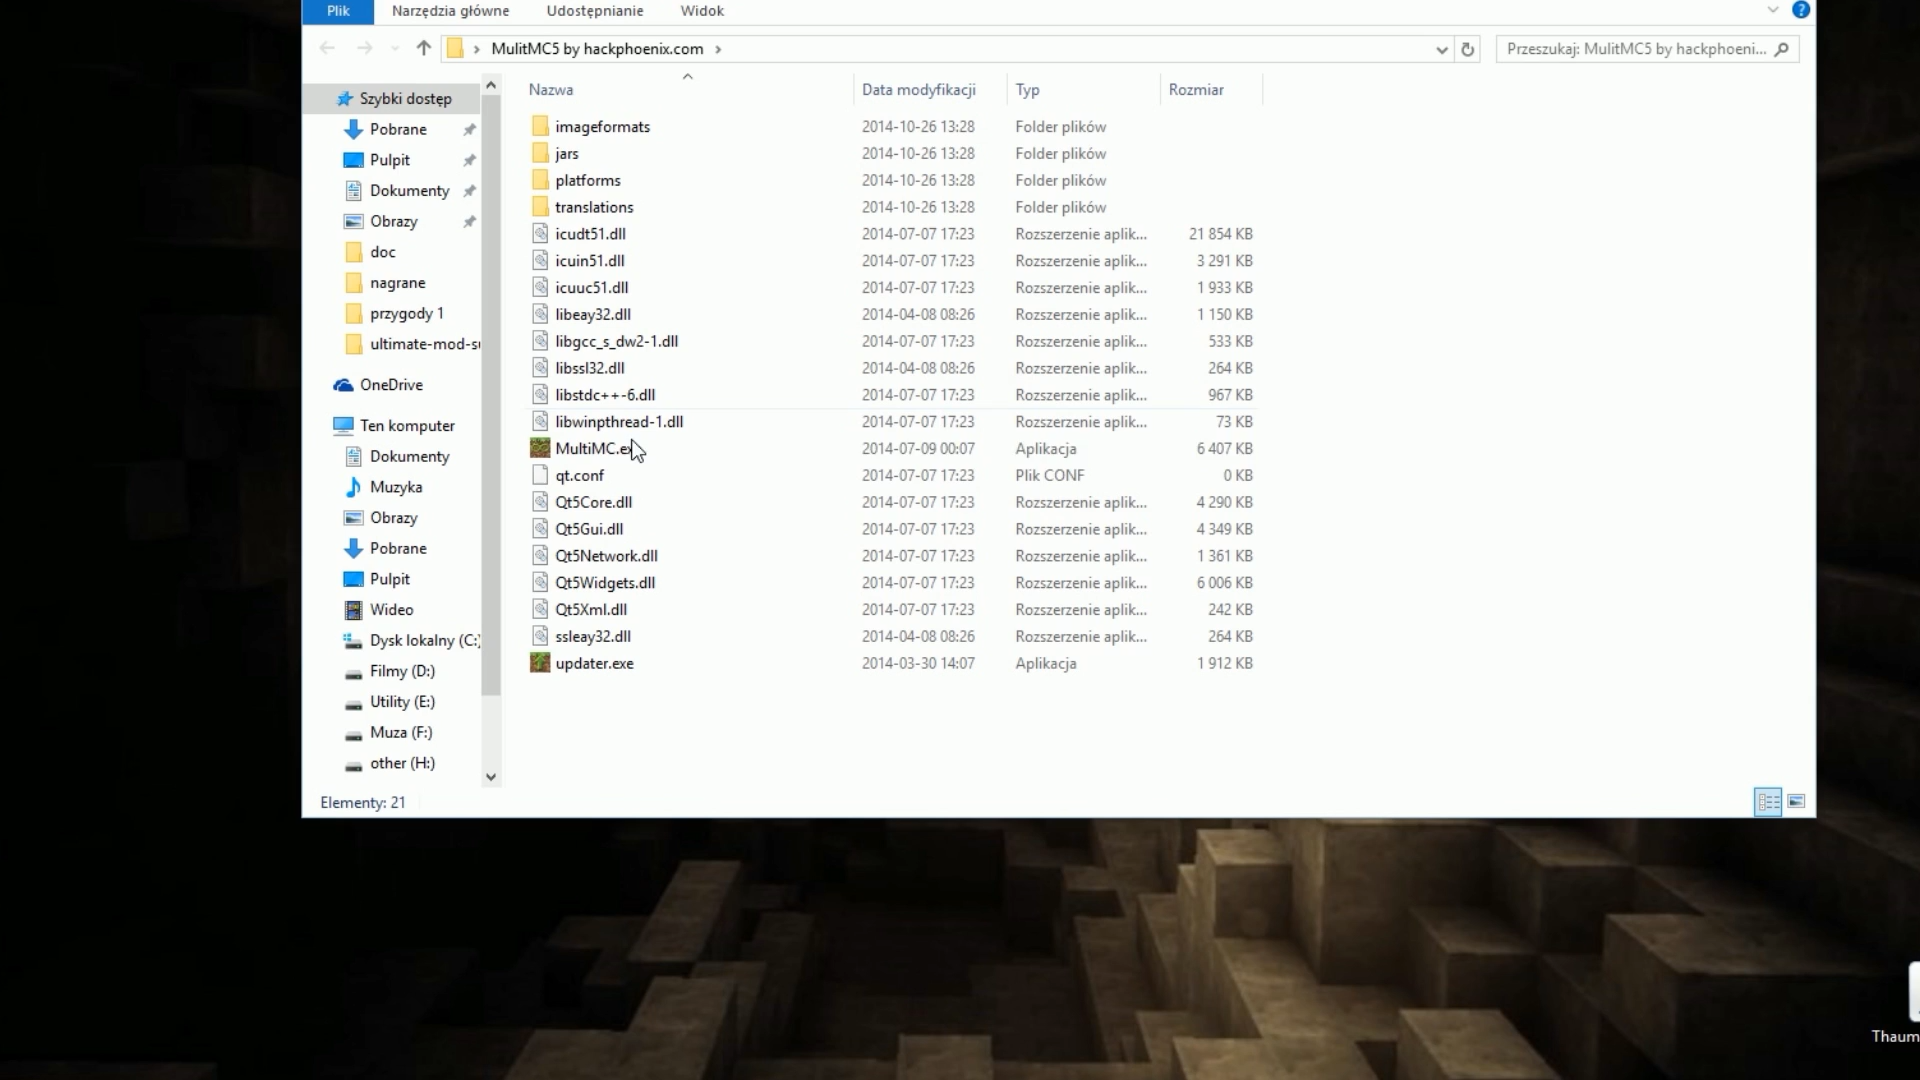 Plik Narzędzia główne Udostępnianie Widok
MulitMC5 by hackphoenix.com
Przeszukaj: MulitMC5 by hackphoeni...
Nazwa Data modyfikacji Typ Rozmiar
Szybki dostęp
Pobrane
Pulpit
Dokumenty
Obrazy
doc
nagrane
przygody 1
ultimate-mod-su
OneDrive
Ten komputer
Dokumenty
Muzyka
Obrazy
Pobrane
Pulpit
Wideo
Dysk lokalny (C:)
Filmy (D:)
Utility (E:)
Muza (F:)
other (H:)
imageformats 2014-10-26 13:28 Folder plików
jars 2014-10-26 13:28 Folder plików
platforms 2014-10-26 13:28 Folder plików
translations 2014-10-26 13:28 Folder plików
icudt51.dll 2014-07-07 17:23 Rozszerzenie aplik... 21 854 KB
icuin51.dll 2014-07-07 17:23 Rozszerzenie aplik... 3 291 KB
icuuc51.dll 2014-07-07 17:23 Rozszerzenie aplik... 1 933 KB
libeay32.dll 2014-04-08 08:26 Rozszerzenie aplik... 1 150 KB
libgcc_s_dw2-1.dll 2014-07-07 17:23 Rozszerzenie aplik... 533 KB
libssl32.dll 2014-04-08 08:26 Rozszerzenie aplik... 264 KB
libstdc++-6.dll 2014-07-07 17:23 Rozszerzenie aplik... 967 KB
libwinpthread-1.dll 2014-07-07 17:23 Rozszerzenie aplik... 73 KB
MultiMC.exe 2014-07-09 00:07 Aplikacja 6 407 KB
qt.conf 2014-07-07 17:23 Plik CONF 0 KB
Qt5Core.dll 2014-07-07 17:23 Rozszerzenie aplik... 4 290 KB
Qt5Gui.dll 2014-07-07 17:23 Rozszerzenie aplik... 4 349 KB
Qt5Network.dll 2014-07-07 17:23 Rozszerzenie aplik... 1 361 KB
Qt5Widgets.dll 2014-07-07 17:23 Rozszerzenie aplik... 6 006 KB
Qt5Xml.dll 2014-07-07 17:23 Rozszerzenie aplik... 242 KB
ssleay32.dll 2014-04-08 08:26 Rozszerzenie aplik... 264 KB
updater.exe 2014-03-30 14:07 Aplikacja 1 912 KB
Elementy: 21
Thaum